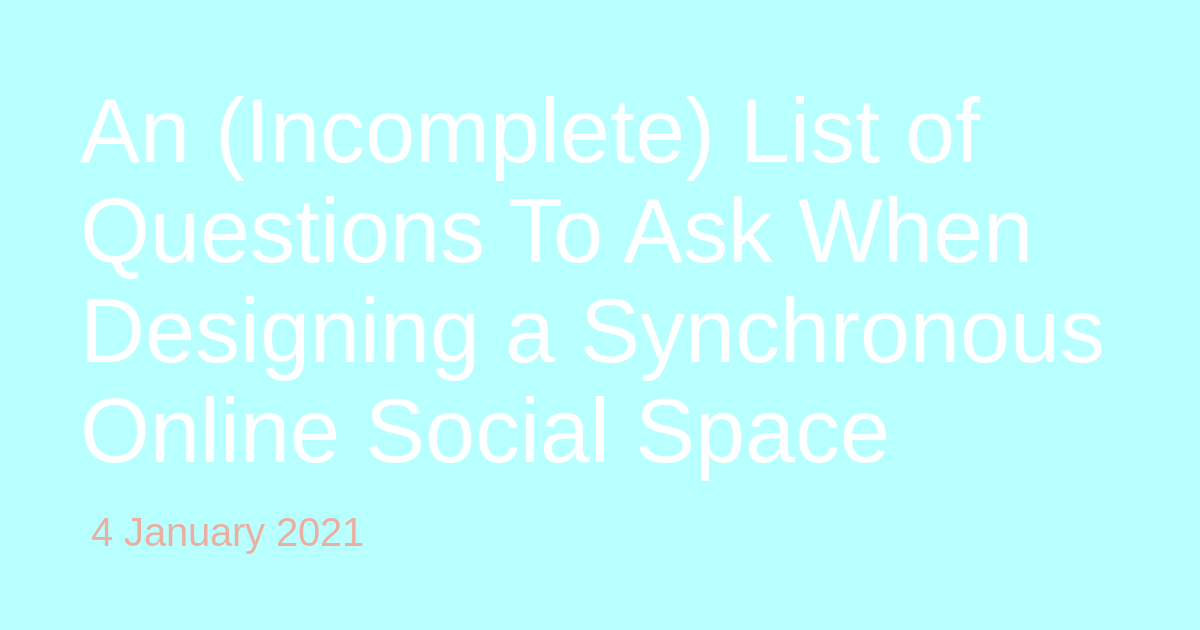 An (Incomplete) List of
Questions To Ask When
Designing a Synchronous
Online Social Space
4 January 2021